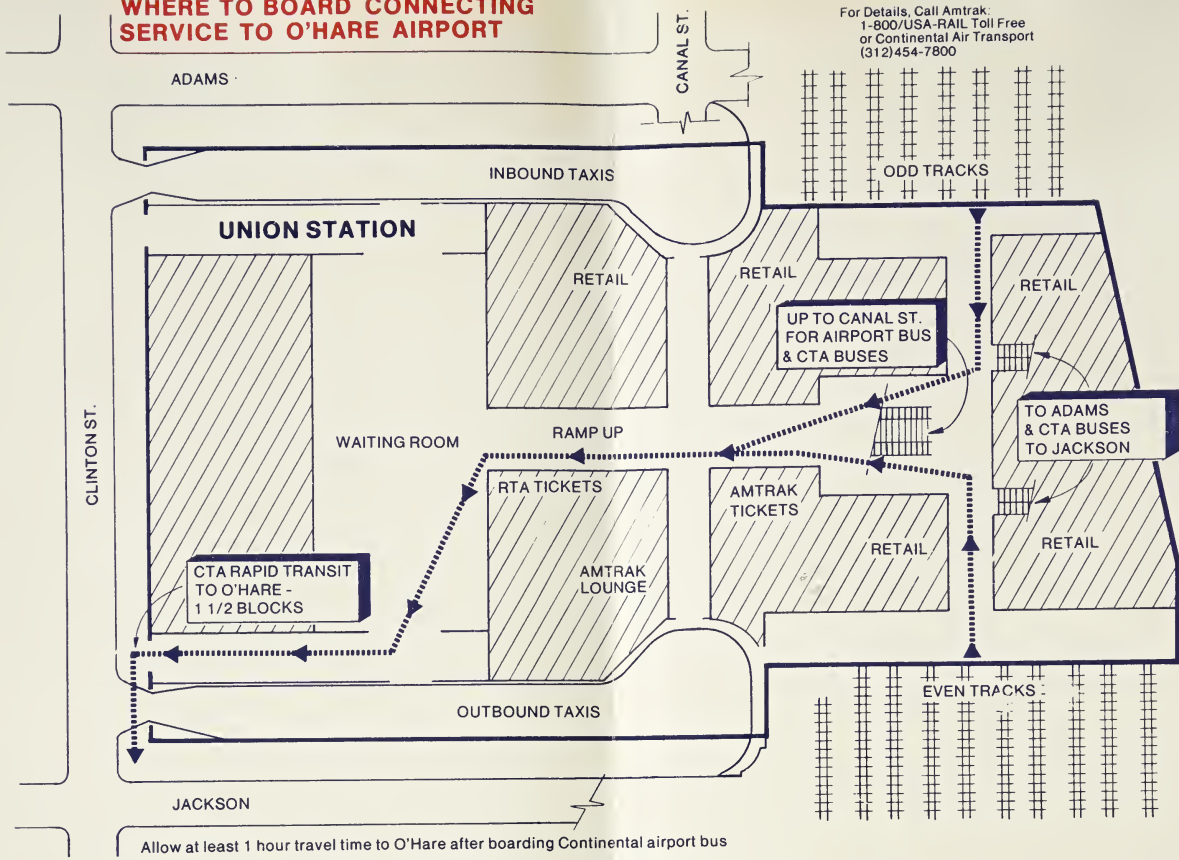 WHERE TO BOARD CONNECTING
SERVICE TO O'HARE AIRPORT
For Details, Call Amtrak:
1-800/USA-RAIL Toll Free
or Continental Air Transport
(312)454-7800
CANAL ST.
ADAMS
INBOUND TAXIS
ODD TRACKS
UNION STATION
RETAIL
RETAIL
RETAIL
UP TO CANAL ST.
FOR AIRPORT BUS
& CTA BUSES
TO ADAMS
& CTA BUSES
TO JACKSON
CLINTON ST.
WAITING ROOM
RAMP UP
RTA TICKETS
AMTRAK
TICKETS
RETAIL
RETAIL
AMTRAK
LOUNGE
CTA RAPID TRANSIT
TO O'HARE -
1 1/2 BLOCKS
EVEN TRACKS
OUTBOUND TAXIS
JACKSON
Allow at least 1 hour travel time to O'Hare after boarding Continental airport bus